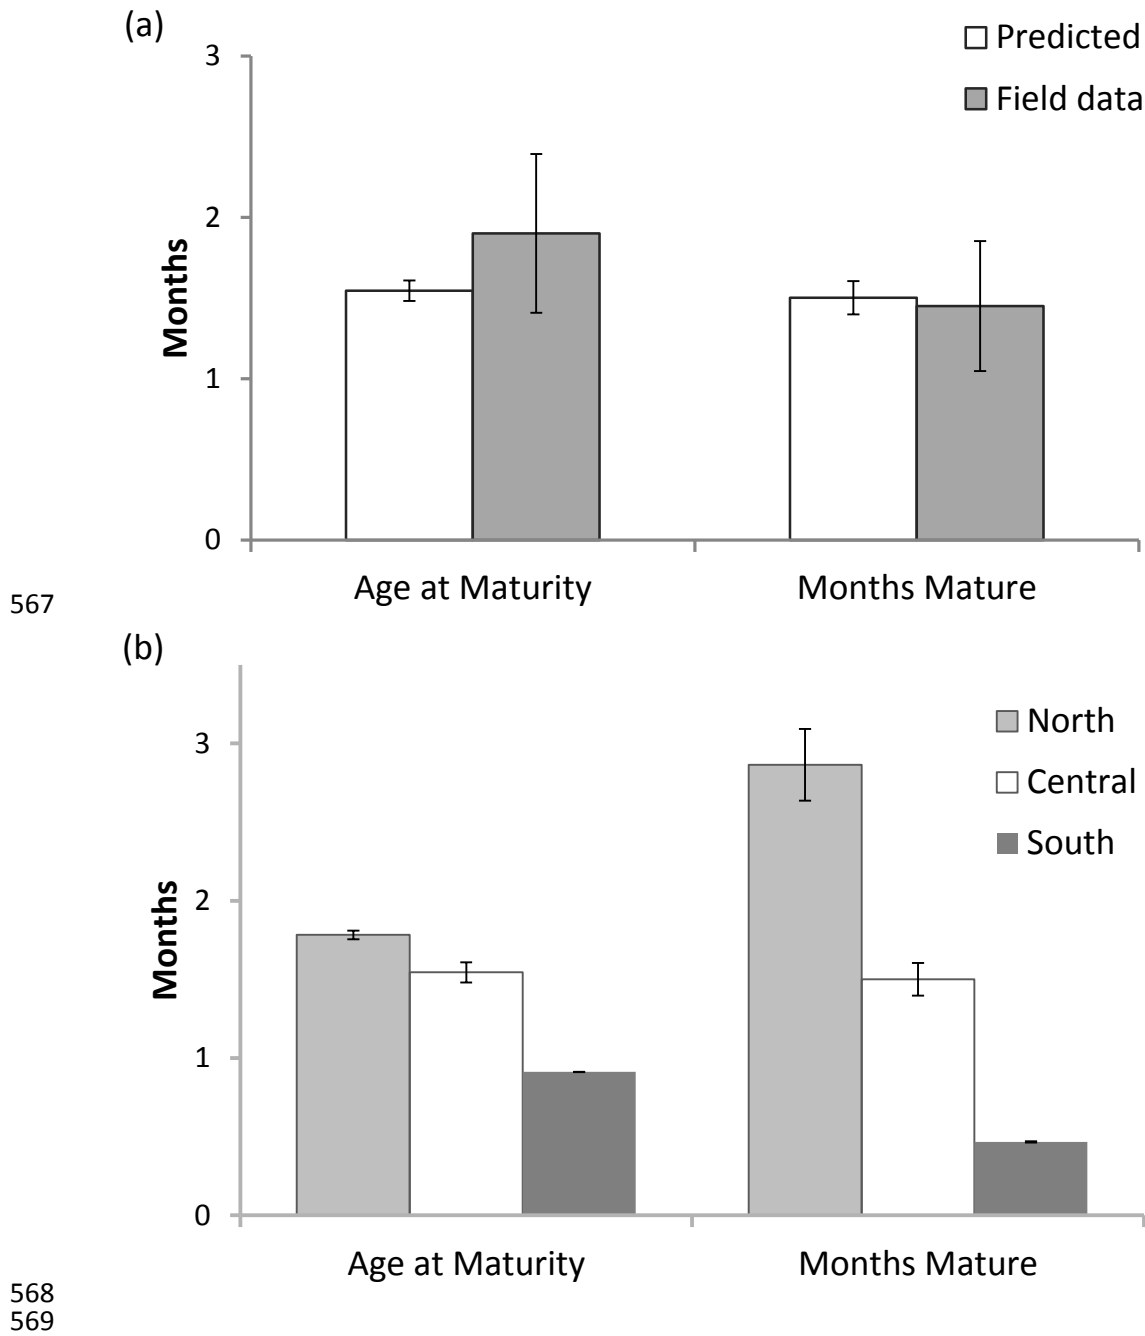 (a)
Predicted
Field data
3
2
1
0
Months
Age at Maturity
Months Mature
567
(b)
North
Central
South
3
2
1
0
Months
Age at Maturity
Months Mature
568
569